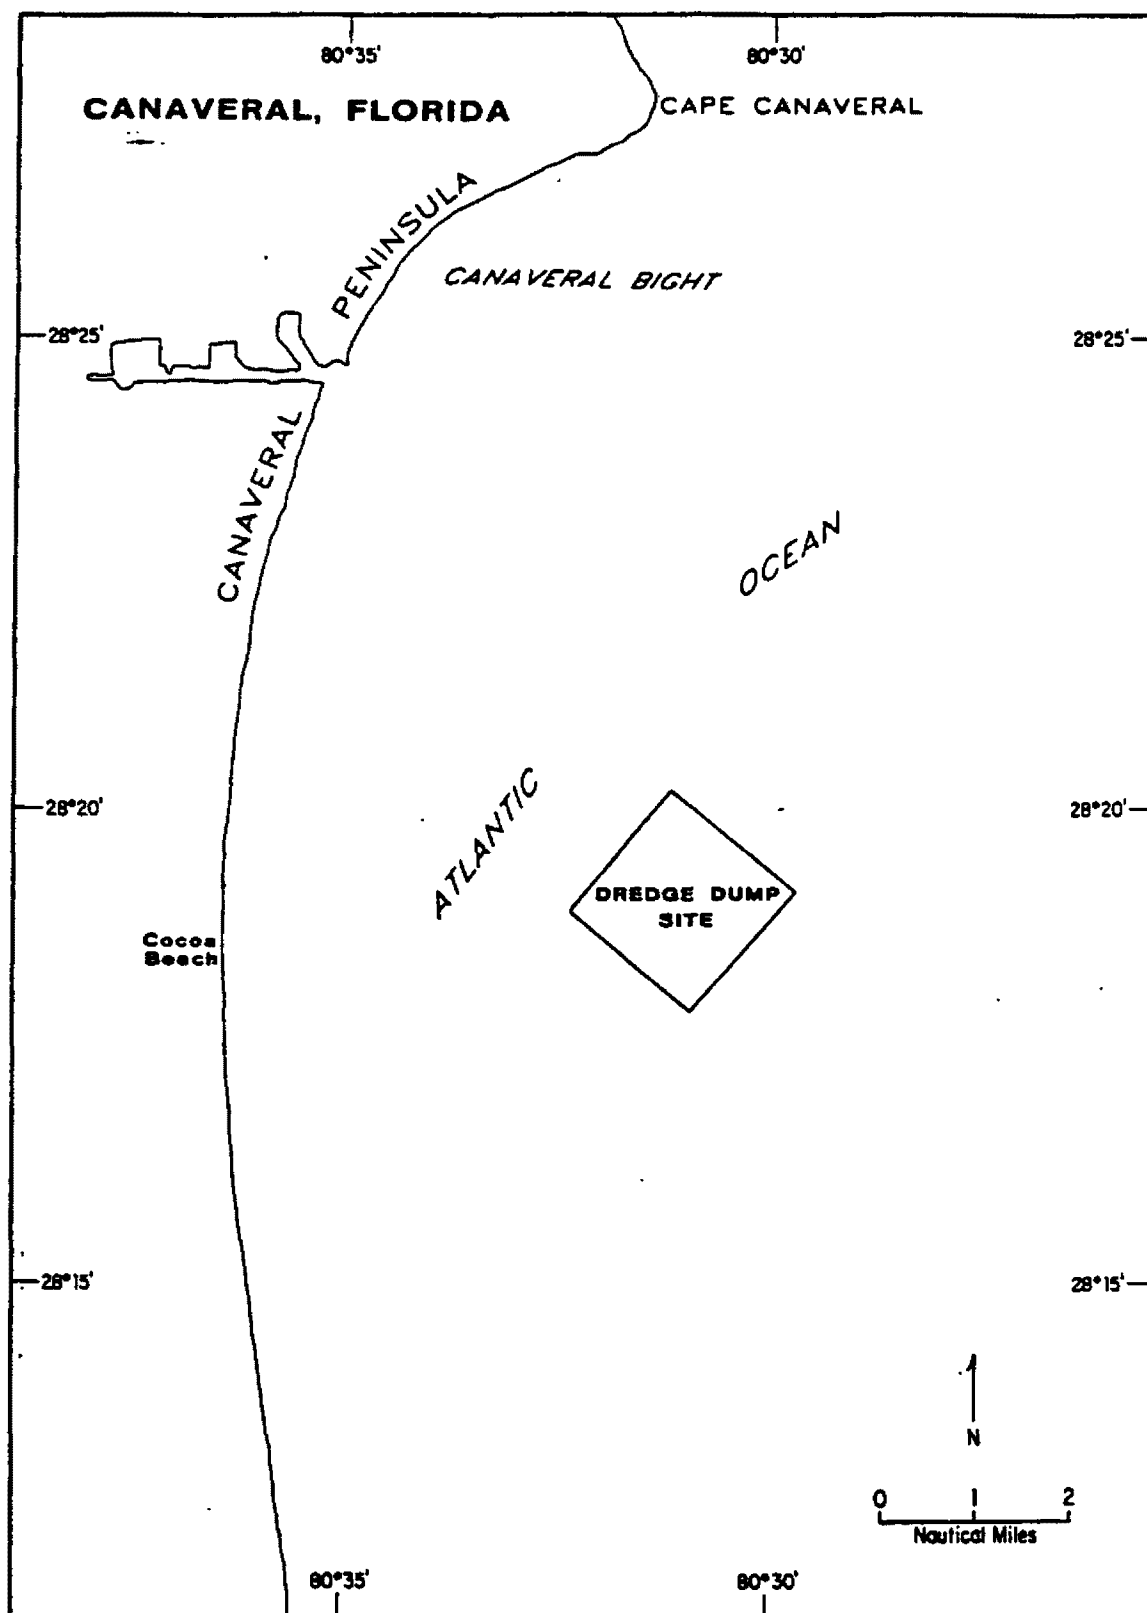 80°35'
80°30'
CANAVERAL, FLORIDA
CAPE CANAVERAL
PENINSULA
CANAVERAL BIGHT
28°25'
28°25'
CANAVERAL
OCEAN
ATLANTIC
28°20'
28°20'
DREDGE DUMP
SITE
Cocoa
Beach
28°15'
28°15'
N
0 1 2
Nautical Miles
80°35'
80°30'